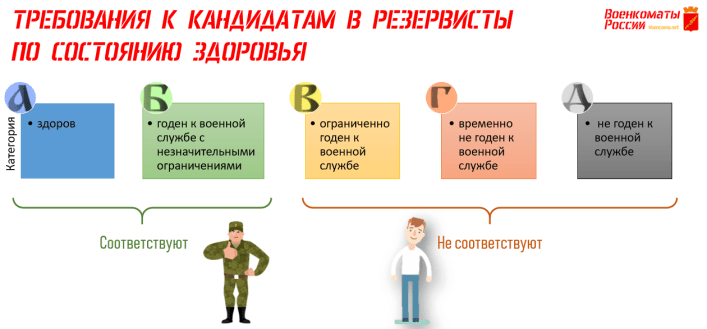 ТРЕБОВАНИЯ К КАНДИДАТАМ В РЕЗЕРВИСТЫ
ПО СОСТОЯНИЮ ЗДОРОВЬЯ
Военкоматы
России
Категория
А
• здоров
Б
• годен к военной
службе с
незначительными
ограничениями
В
• ограниченно
годен к
военной
службе
Г
• временно
не годен к
военной
службе
Д
• не годен к
военной
службе
Соответствуют
Не соответствуют